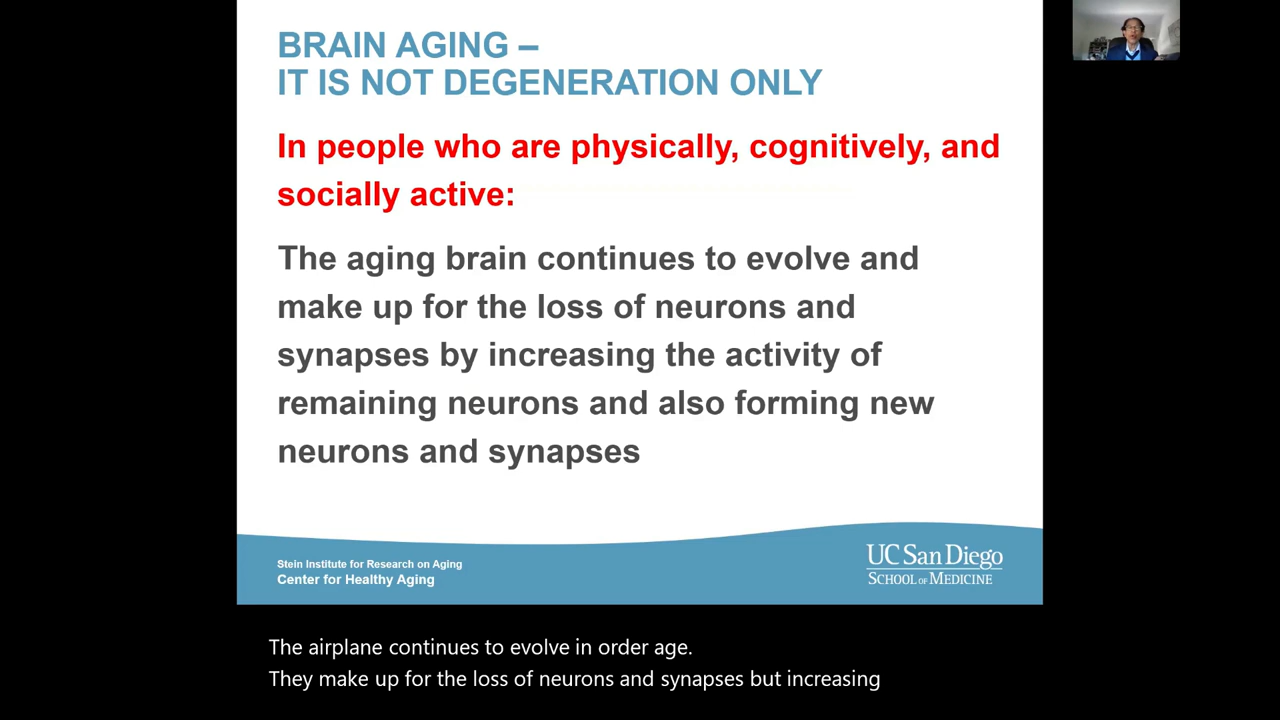 BRAIN AGING –
IT IS NOT DEGENERATION ONLY
In people who are physically, cognitively, and
socially active:
The aging brain continues to evolve and
make up for the loss of neurons and
synapses by increasing the activity of
remaining neurons and also forming new
neurons and synapses
Stein Institute for Research on Aging
Center for Healthy Aging
UC San Diego
SCHOOL OF MEDICINE
The airplane continues to evolve in order age.
They make up for the loss of neurons and synapses but increasing